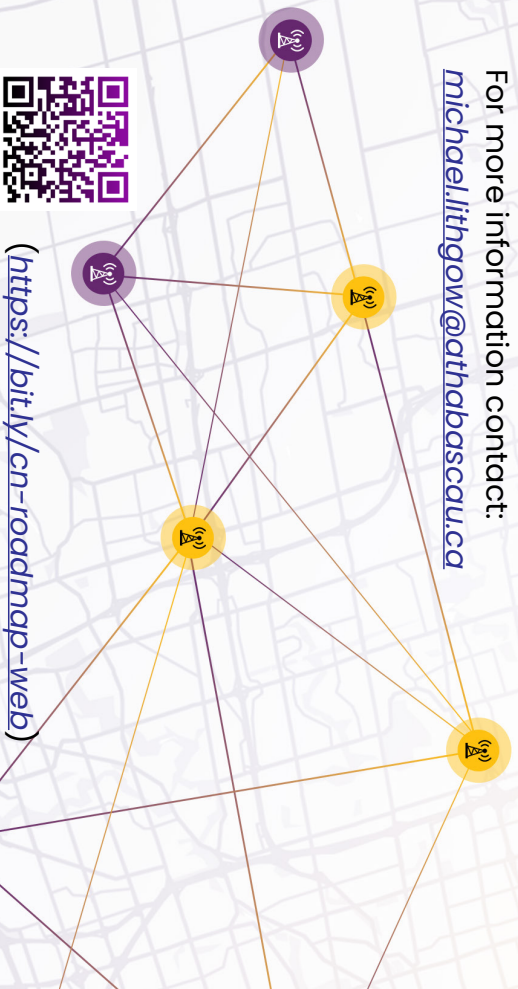 For more information contact:
michael.lithgow@athabascau.ca
(https://bit.ly/cn-roadmap-web)